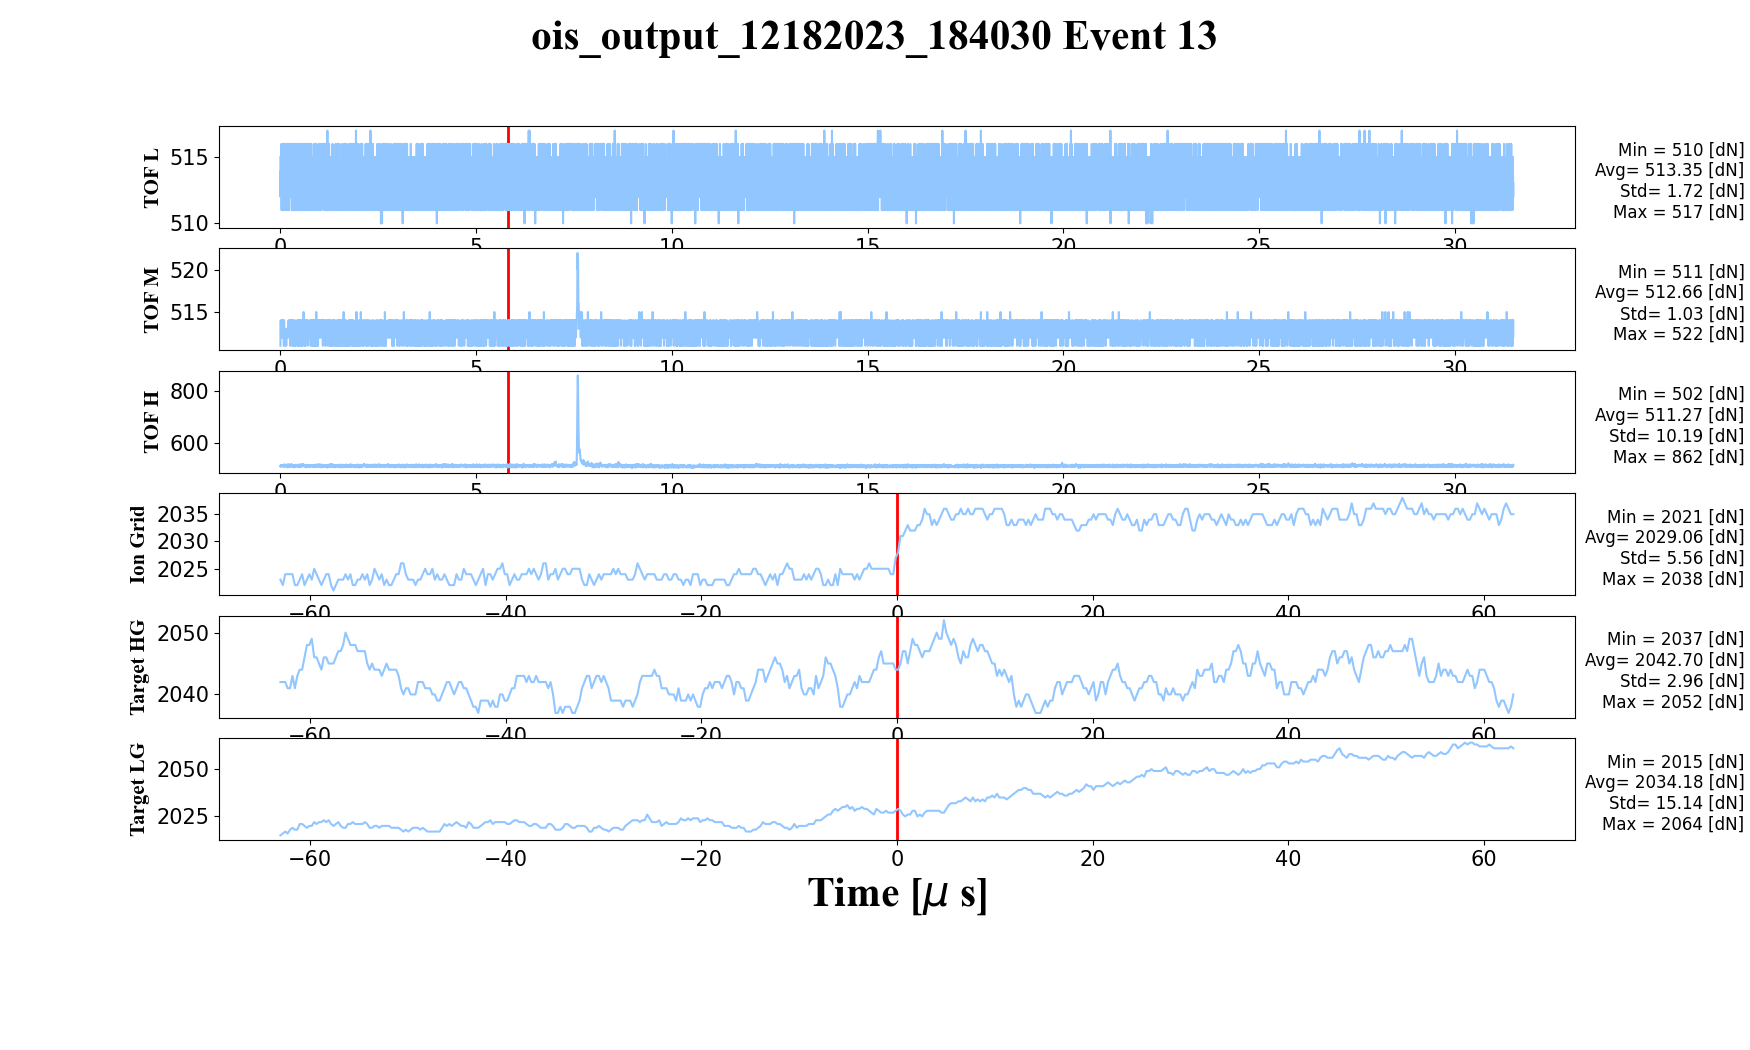 ois_output_12182023_184030 Event 13
TOF L
515
510
0 5 10 15 20 25 30
Min = 510 [dN]
Avg= 513.35 [dN]
Std= 1.72 [dN]
Max = 517 [dN]
TOF M
520
515
0 5 10 15 20 25 30
Min = 511 [dN]
Avg= 512.66 [dN]
Std= 1.03 [dN]
Max = 522 [dN]
TOF H
800
600
0 5 10 15 20 25 30
Min = 502 [dN]
Avg= 511.27 [dN]
Std= 10.19 [dN]
Max = 862 [dN]
Ion Grid
2035
2030
2025
−60 −40 −20 0 20 40 60
Min = 2021 [dN]
Avg= 2029.06 [dN]
Std= 5.56 [dN]
Max = 2038 [dN]
Target HG
2050
2040
−60 −40 −20 0 20 40 60
Min = 2037 [dN]
Avg= 2042.70 [dN]
Std= 2.96 [dN]
Max = 2052 [dN]
Target LG
2050
2025
−60 −40 −20 0 20 40 60
Min = 2015 [dN]
Avg= 2034.18 [dN]
Std= 15.14 [dN]
Max = 2064 [dN]
Time [μ s]